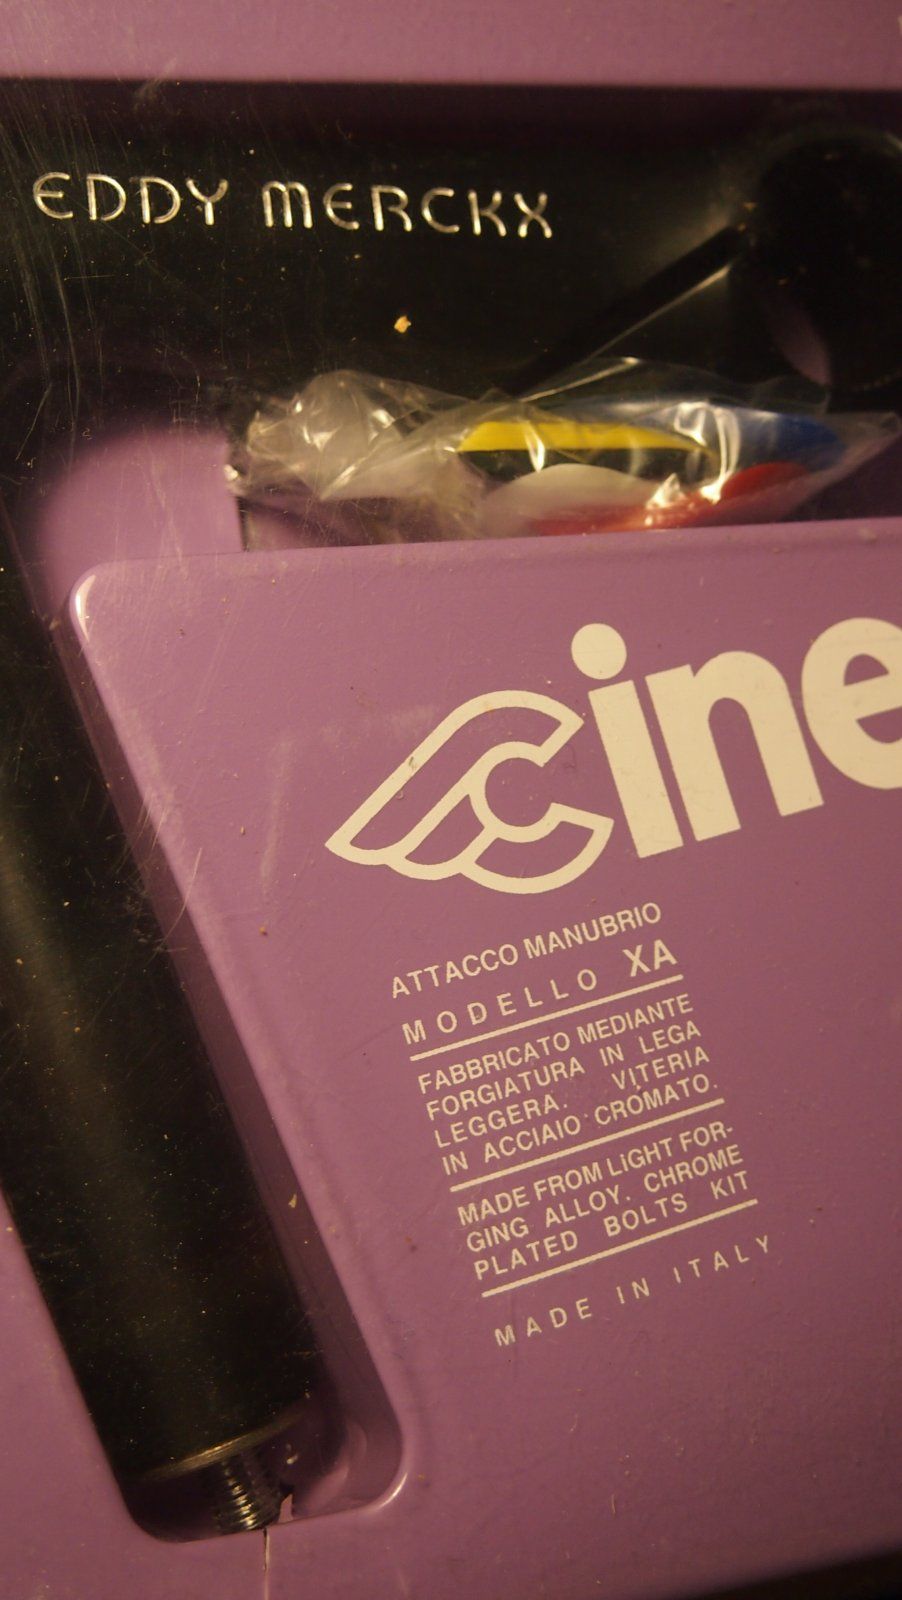 EDDY MERCKX
Cine
ATTACCO MANUBRIO
MODELLO XA
FABBRICATO MEDIANTE
FORGIATURA IN LEGA
LEGGERA. VITERIA
IN ACCIAIO CROMATO.
MADE FROM LIGHT FOR-
GING ALLOY. CHROME
PLATED BOLTS KIT
MADE IN ITALY